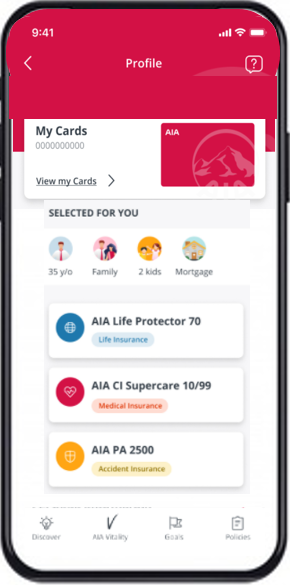 9:41
Profile
My Cards
AIA
0000000000
View my Cards
SELECTED FOR YOU
35 y/o Family 2 kids Mortgage
AIA Life Protector 70
Life Insurance
AIA CI Supercare 10/99
Medical Insurance
AIA PA 2500
Accident Insurance
Discover AIA Vitality Goals Policies